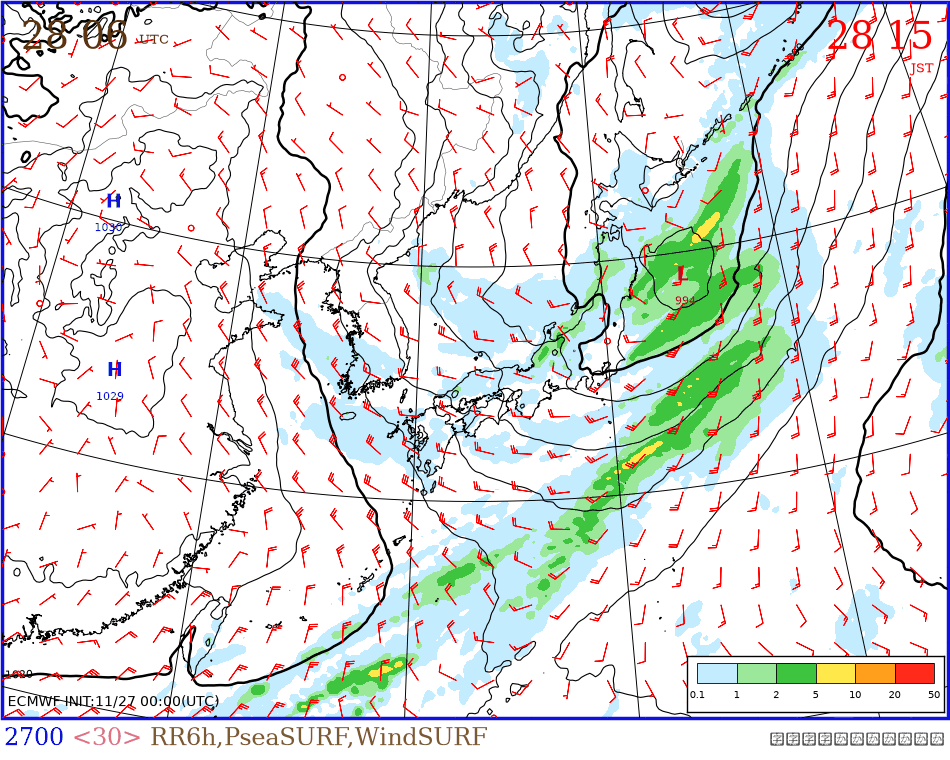 28 06 UTC
28 15 JST
H
1030
L
994
H
1029
1020
ECMWF INIT:11/27 00:00(UTC)
0.1 1 2 5 10 20 50
2700 <30> RR6h,PseaSURF,WindSURF